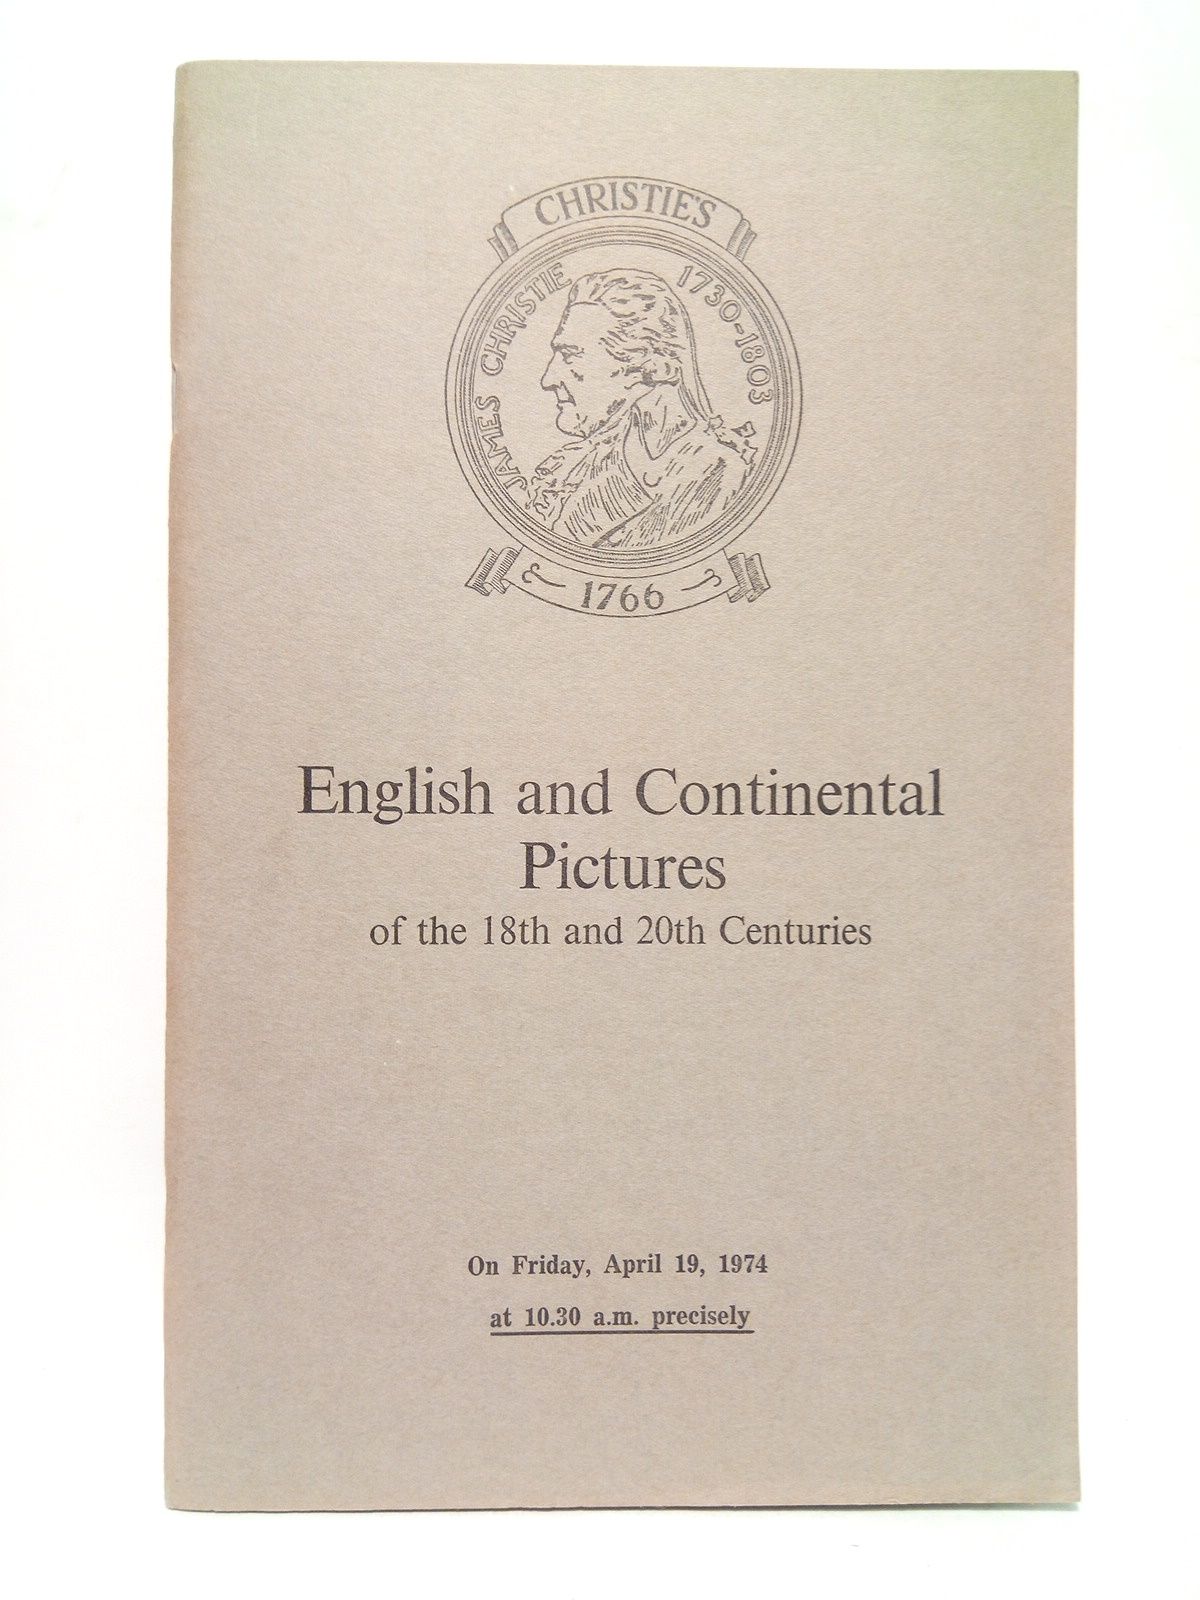 CHRISTIE'S
JAMES CHRISTIE 1730-1803
1766
English and Continental
Pictures
of the 18th and 20th Centuries
On Friday, April 19, 1974
at 10.30 a.m. precisely